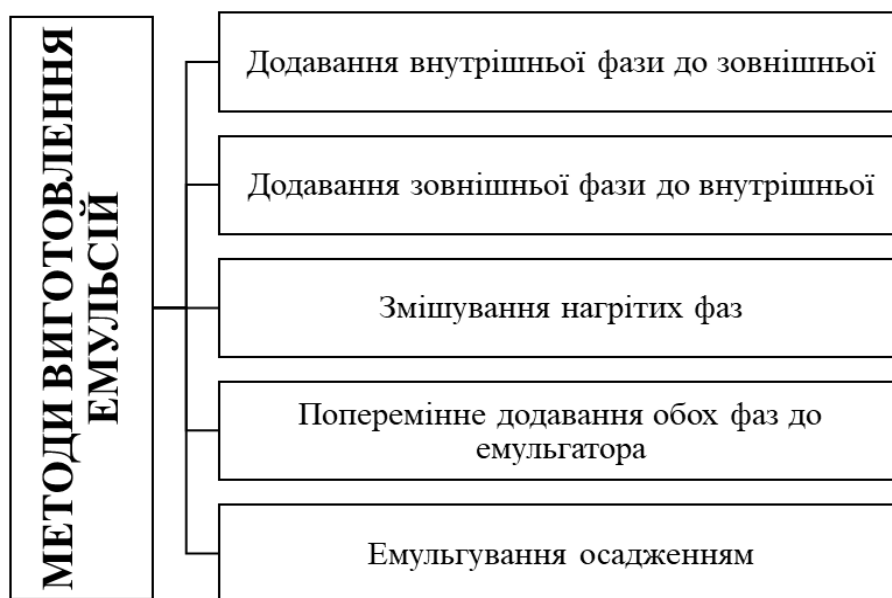 МЕТОДИ ВИГОТОВЛЕННЯ
ЕМУЛЬСІЙ
Додавання внутрішньої фази до зовнішньої
Додавання зовнішньої фази до внутрішньої
Змішування нагрітих фаз
Поперемінне додавання обох фаз до
емульгатора
Емульгування осадженням